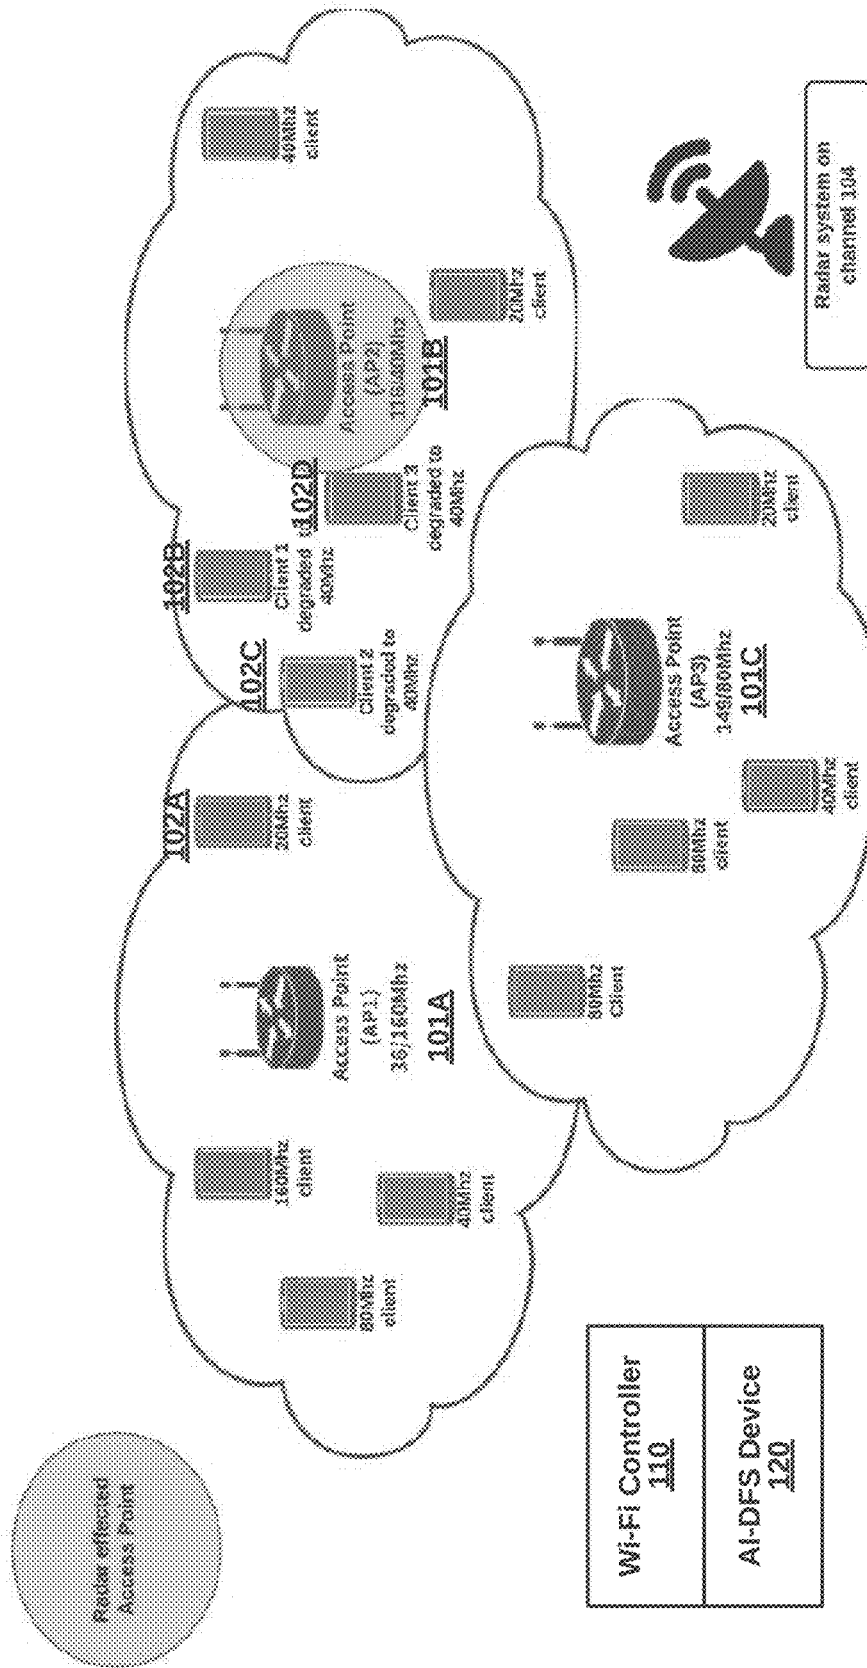 Radar effected
Access Point
160Mhz
client
80Mhz
client
40Mhz
client
Access Point
(AP1)
36/160Mhz
101A
102A
20Mhz
client
102C
Client 2
degraded to
40Mhz
102B
Client 1
degraded to
40Mhz
102D
Client 3
degraded to
40Mhz
Access Point
(AP2)
116/40Mhz
101B
40Mhz
client
20Mhz
client
80Mhz
Client
80Mhz
client
40Mhz
client
Access Point
(AP3)
149/80Mhz
101C
20Mhz
client
Wi-Fi Controller
110
AI-DFS Device
120
Radar system on
channel 104